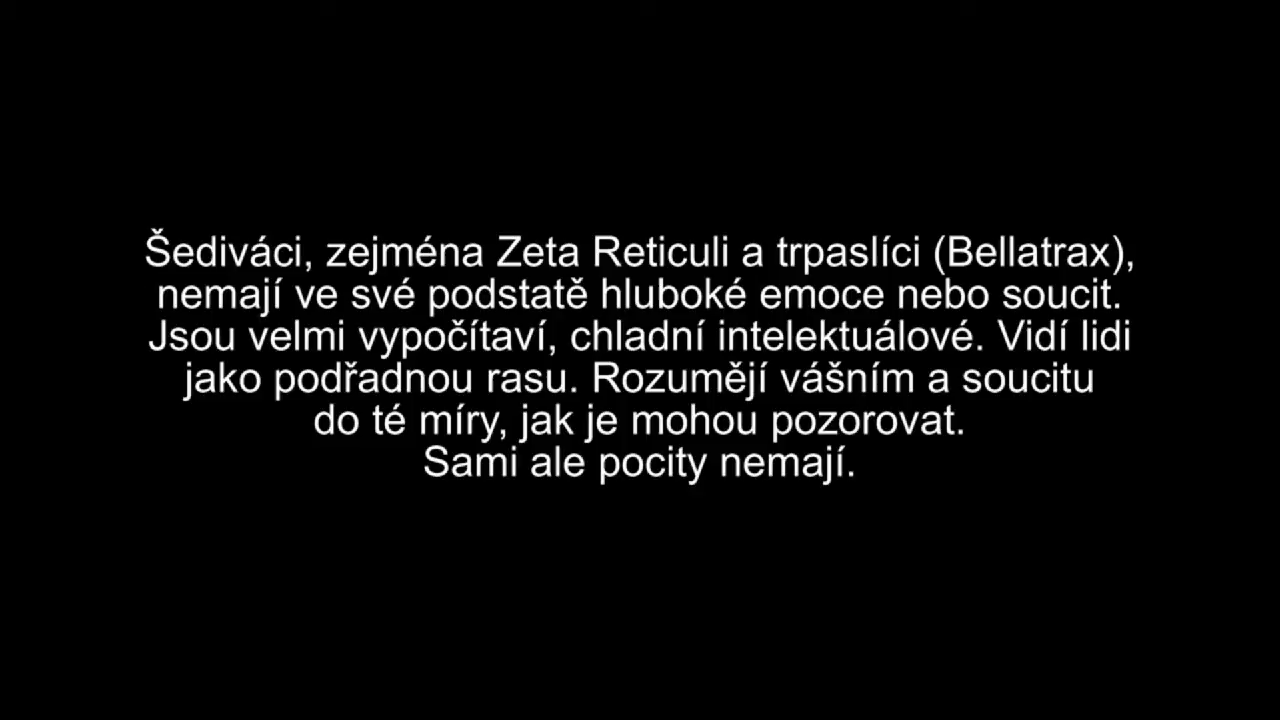 Šediváci, zejména Zeta Reticuli a trpaslíci (Bellatrax),
nemají ve své podstatě hluboké emoce nebo soucit.
Jsou velmi vypočítaví, chladní intelektuálové. Vidí lidi
jako podřadnou rasu. Rozumějí vášním a soucitu
do té míry, jak je mohou pozorovat.
Sami ale pocity nemají.